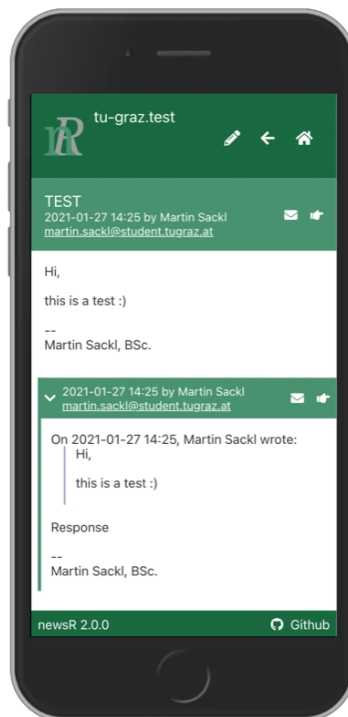 nR
tu-graz.test
TEST
2021-01-27 14:25 by Martin Sackl
martin.sackl@student.tugraz.at
Hi,
this is a test :)
--
Martin Sackl, BSc.
2021-01-27 14:25 by Martin Sackl
martin.sackl@student.tugraz.at
On 2021-01-27 14:25, Martin Sackl wrote:
Hi,
this is a test :)
Response
--
Martin Sackl, BSc.
newsR 2.0.0 Github